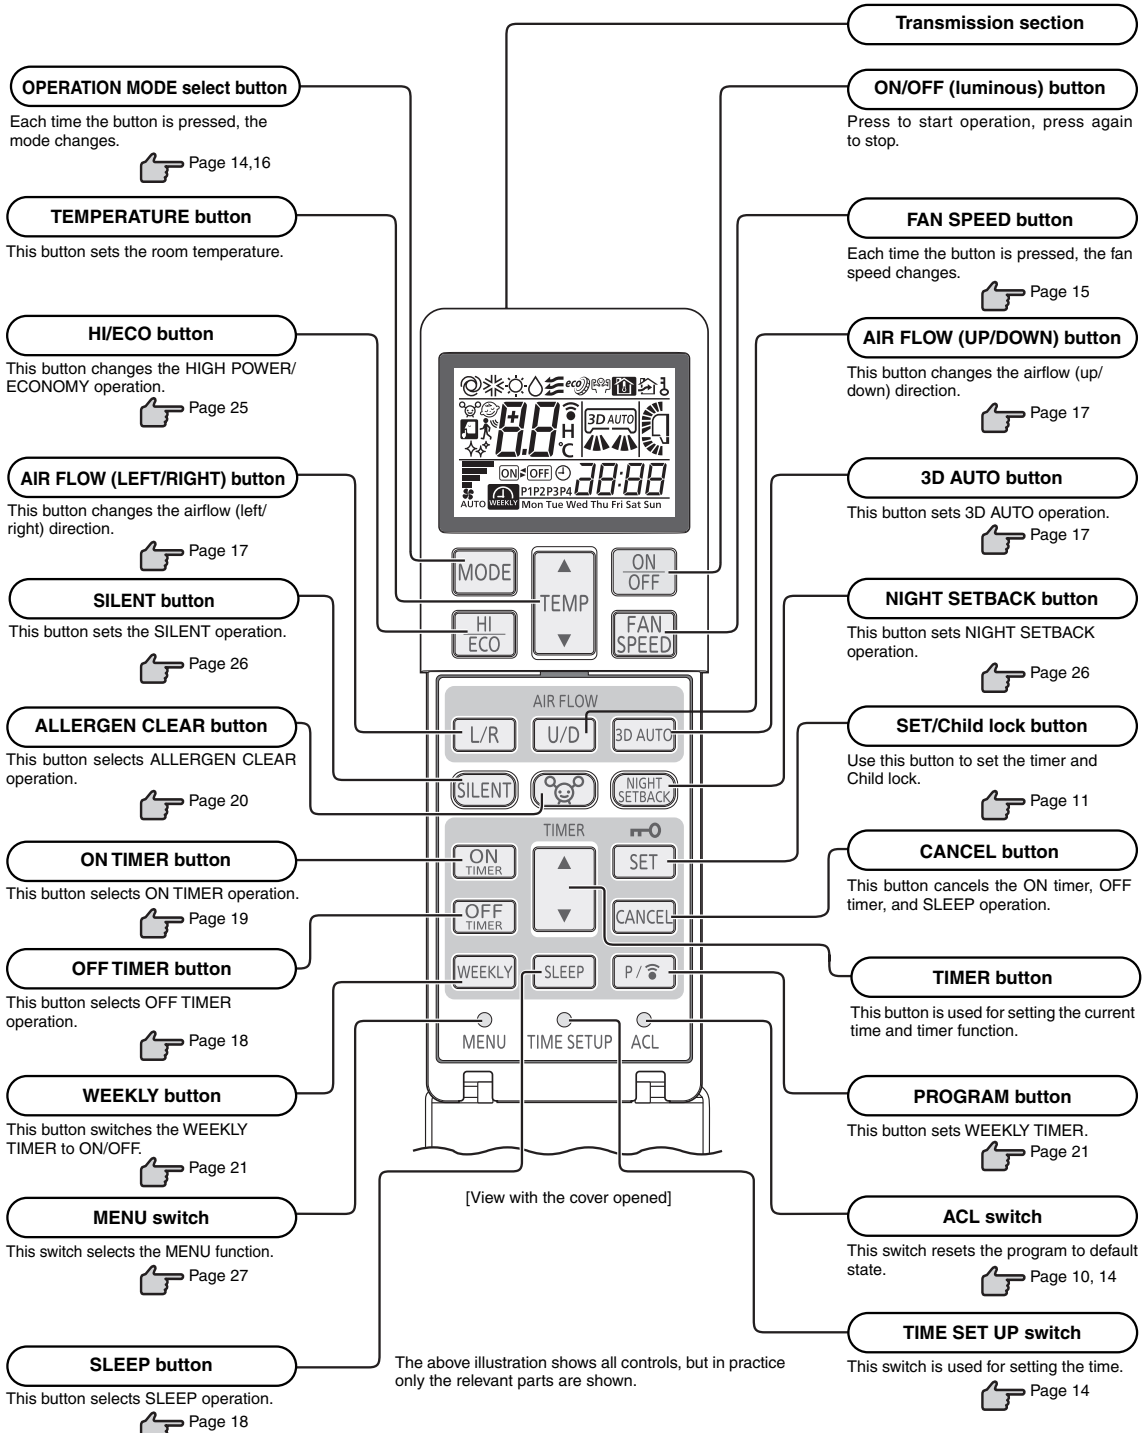 Transmission section
OPERATION MODE select button
Each time the button is pressed, the
mode changes.
Page 14,16
TEMPERATURE button
This button sets the room temperature.
HI/ECO button
This button changes the HIGH POWER/
ECONOMY operation.
Page 25
AIR FLOW (LEFT/RIGHT) button
This button changes the airflow (left/
right) direction.
Page 17
SILENT button
This button sets the SILENT operation.
Page 26
ALLERGEN CLEAR button
This button selects ALLERGEN CLEAR
operation.
Page 20
ON TIMER button
This button selects ON TIMER operation.
Page 19
OFF TIMER button
This button selects OFF TIMER
operation.
Page 18
WEEKLY button
This button switches the WEEKLY
TIMER to ON/OFF.
Page 21
MENU switch
This switch selects the MENU function.
Page 27
SLEEP button
This button selects SLEEP operation.
Page 18
eco
8.8
H
°C
3D AUTO
ON OFF
88:88
P1P2P3P4
AUTO WEEKLY Mon Tue Wed Thu Fri Sat Sun
MODE
TEMP
ON
OFF
HI
ECO
FAN
SPEED
AIR FLOW
L/R
U/D
3D AUTO
SILENT
NIGHT
SETBACK
TIMER
ON
TIMER
SET
OFF
TIMER
CANCEL
WEEKLY
SLEEP
P /
MENU
TIME SETUP
ACL
[View with the cover opened]
The above illustration shows all controls, but in practice
only the relevant parts are shown.
ON/OFF (luminous) button
Press to start operation, press again
to stop.
FAN SPEED button
Each time the button is pressed, the fan
speed changes.
Page 15
AIR FLOW (UP/DOWN) button
This button changes the airflow (up/
down) direction.
Page 17
3D AUTO button
This button sets 3D AUTO operation.
Page 17
NIGHT SETBACK button
This button sets NIGHT SETBACK
operation.
Page 26
SET/Child lock button
Use this button to set the timer and
Child lock.
Page 11
CANCEL button
This button cancels the ON timer, OFF
timer, and SLEEP operation.
TIMER button
This button is used for setting the current
time and timer function.
PROGRAM button
This button sets WEEKLY TIMER.
Page 21
ACL switch
This switch resets the program to default
state.
Page 10, 14
TIME SET UP switch
This switch is used for setting the time.
Page 14